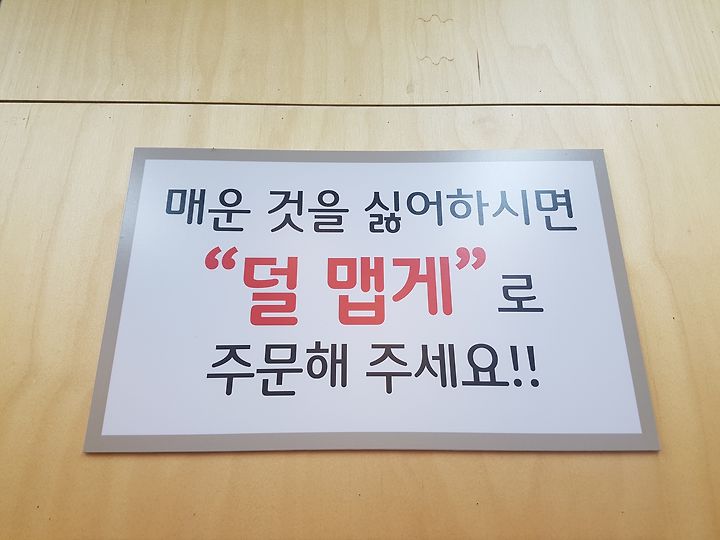 매운 것을 싫어하시면
“덜 맵게”로
주문해 주세요!!